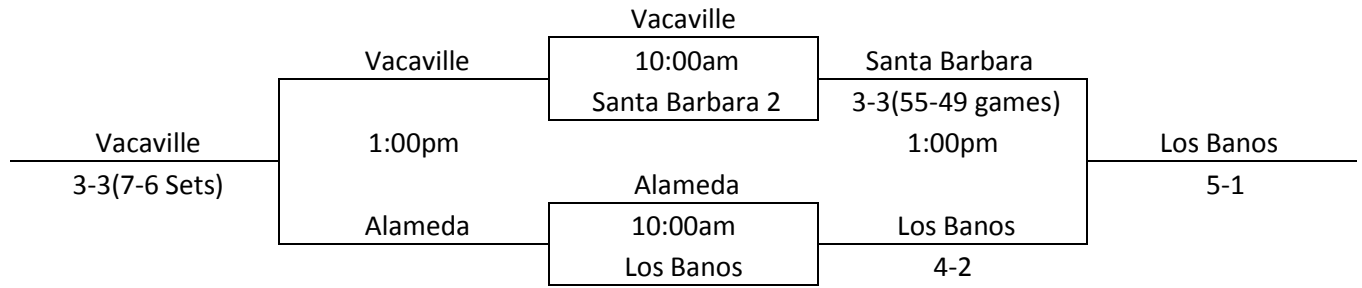 Vacaville
Vacaville 10:00am Santa Barbara
Santa Barbara 2 3-3(55-49 games)
Vacaville 1:00pm 1:00pm Los Banos
3-3(7-6 Sets) Alameda 5-1
Alameda 10:00am Los Banos
Los Banos 4-2